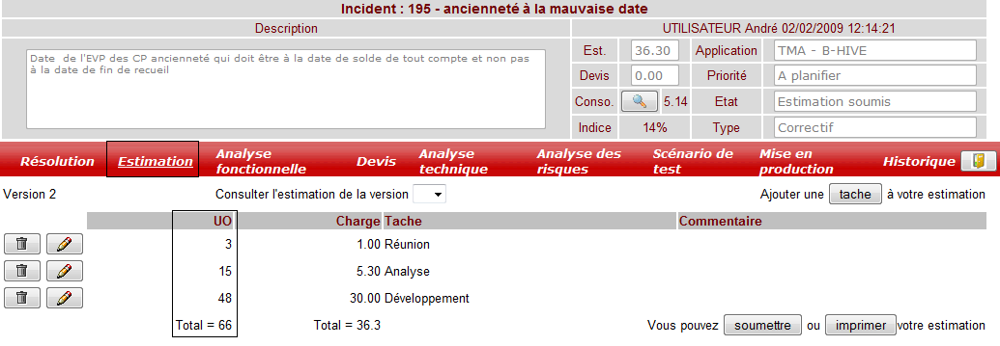 Incident : 195 - ancienneté à la mauvaise date
Description
UTILISATEUR André 02/02/2009 12:14:21
Date de l'EVP des CP ancienneté qui doit être à la date de solde de tout compte et non pas
à la date de fin de recueil
Est. 36.30 Application TMA - B-HIVE
Devis 0.00 Priorité A planifier
Conso. 5.14 Etat Estimation soumis
Indice 14% Type Correctif
Résolution Estimation Analyse fonctionnelle Devis Analyse technique Analyse des risques Scénario de test Mise en production Historique
Version 2 Consulter l'estimation de la version Ajouter une tache à votre estimation
UO Charge Tache Commentaire
3 1.00 Réunion
15 5.30 Analyse
48 30.00 Développement
Total = 66 Total = 36.3 Vous pouvez soumettre ou imprimer votre estimation